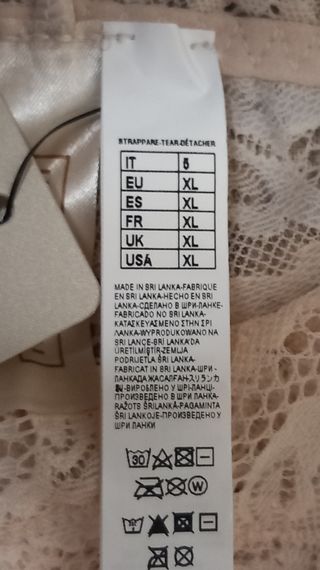 STRAPPARE-TEAR-DÉTACHER
IT 5
EU XL
ES XL
FR XL
UK XL
USA XL
MADE IN SRI LANKA-FABRIQUE
EN SRI LANKA-HECHO EN SRI
LANKA-СДЕЛАНО В ШРИ-ЛАНКЕ-
FABRICADO NO SRI LANKA-
ΚΑΤΑΣΚΕΥΑΣΜΕΝΟ ΣΤΗΝ ΣΡΙ
ΛΑΝΚΑ-WYPRODUKOWANO NA
SRI LANCE-SRI LANKA'DA
ÜRETİLMİŞTİR-ZEMLJA
PODRIJETLA ŠRI LANKA-
FABRICAT IN SRI LANKA-ШРИ-
ЛАНКАДА ЖАСАЛҒАН-スリランカ
製-ВИРОБЛЕНО У ШРІ-ЛАНЦІ-
ПРОИЗВЕДЕНО В ШРИ ЛАНКА-
RAŽOTS ŠRILANKĀ-PAGAMINTA
ŠRI LANKOJE-ПРОИЗВЕДЕНО У
ШРИ ЛАНКИ
30
W